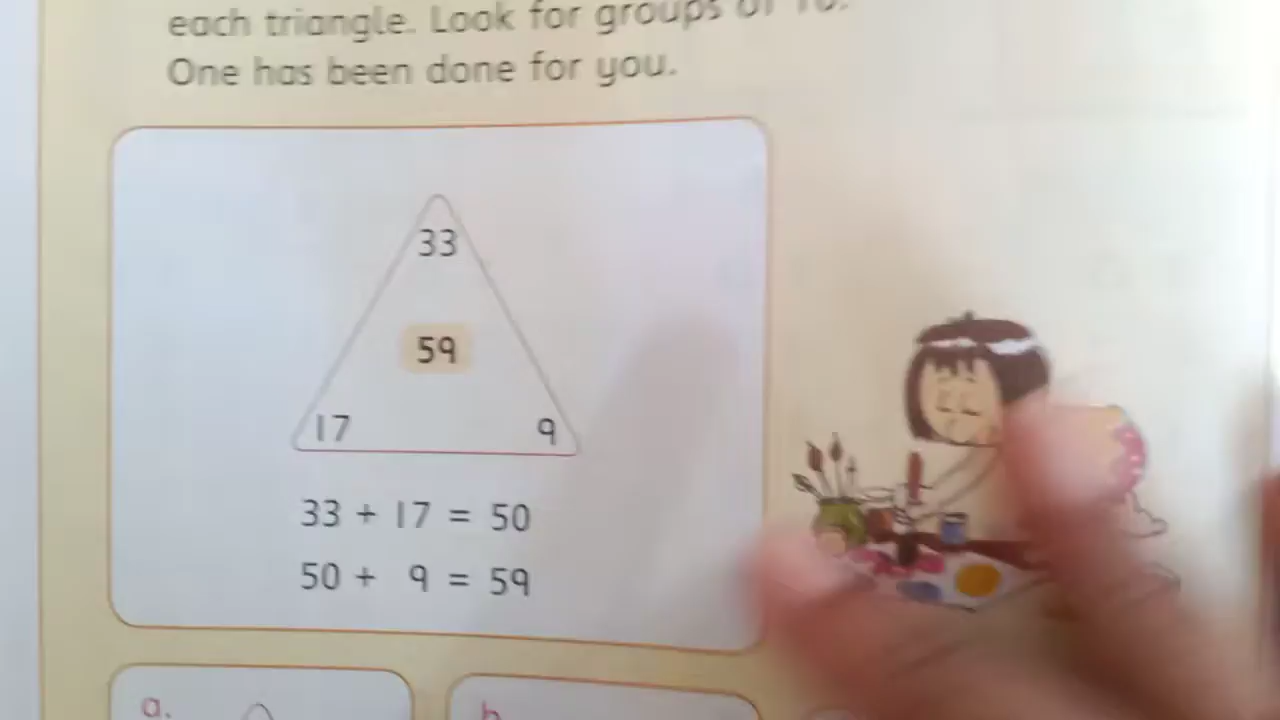 each triangle. Look for groups of 10.
One has been done for you.
33
59
17 9
33 + 17 = 50
50 + 9 = 59
a. b.